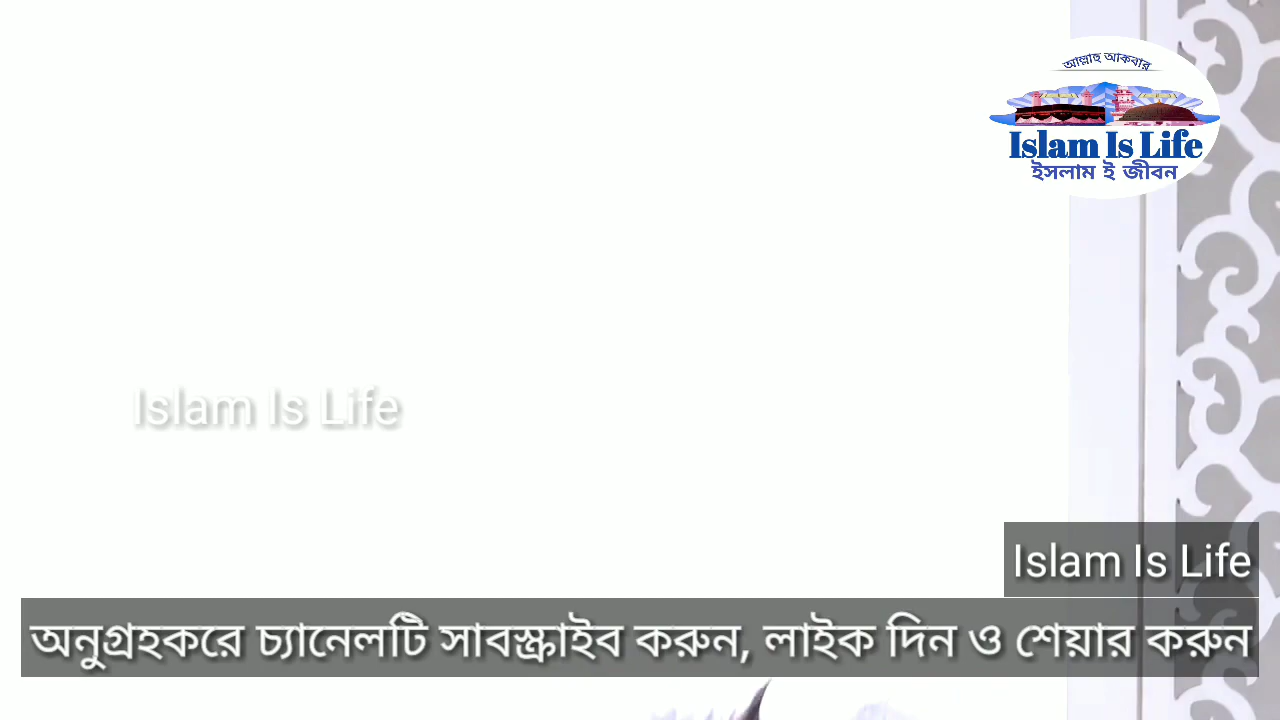 আল্লাহু আকবার
Islam Is Life
ইসলাম ই জীবন
Islam Is Life
Islam Is Life
অনুগ্রহকরে চ্যানেলটি সাবস্ক্রাইব করুন, লাইক দিন ও শেয়ার করুন